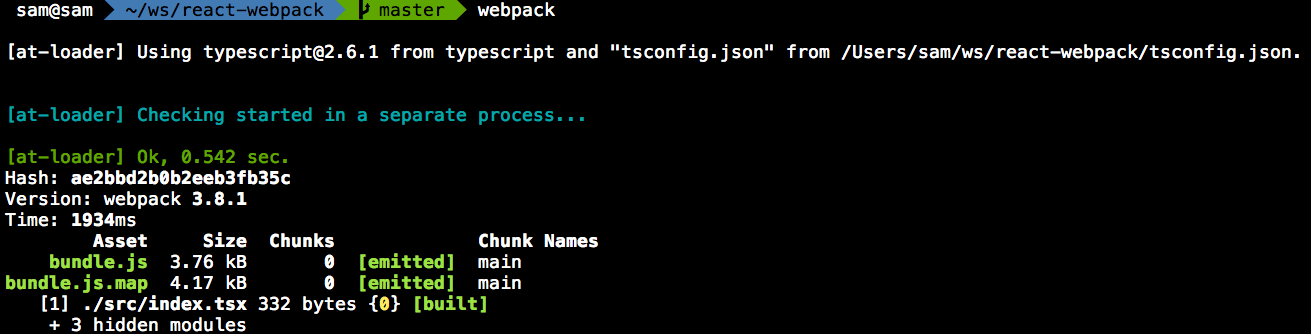 sam@sam ~/ws/react-webpack master webpack
[at-loader] Using typescript@2.6.1 from typescript and "tsconfig.json" from /Users/sam/ws/react-webpack/tsconfig.json.
[at-loader] Checking started in a separate process...
[at-loader] Ok, 0.542 sec.
Hash: ae2bbd2b0b2eeb3fb35c
Version: webpack 3.8.1
Time: 1934ms
Asset Size Chunks Chunk Names
bundle.js 3.76 kB 0 [emitted] main
bundle.js.map 4.17 kB 0 [emitted] main
[1] ./src/index.tsx 332 bytes {0} [built]
+ 3 hidden modules